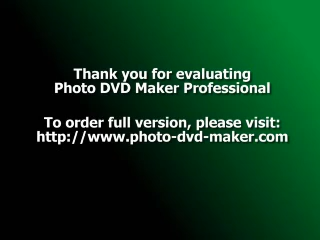 Thank you for evaluating
Photo DVD Maker Professional
To order full version, please visit:
http://www.photo-dvd-maker.com